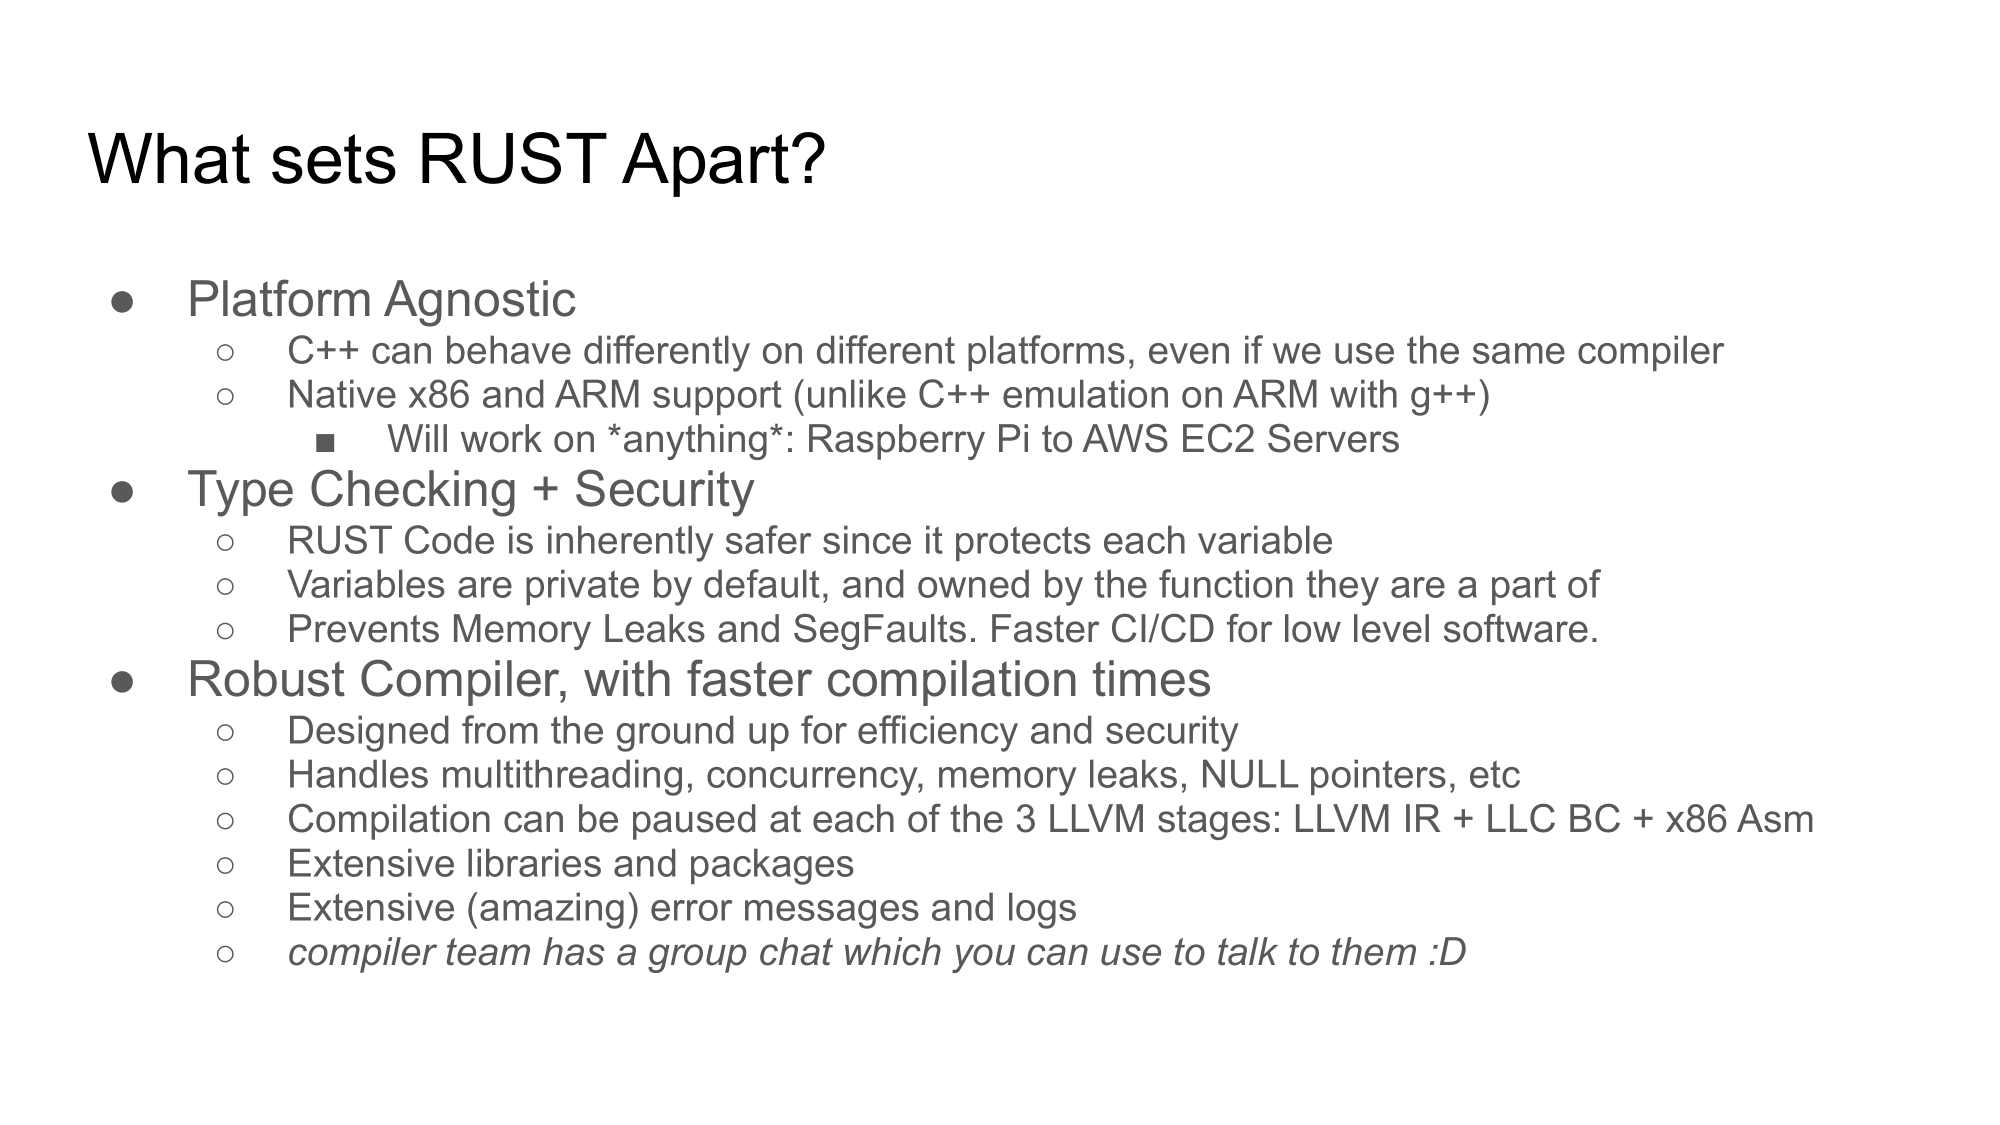 What sets RUST Apart?
● Platform Agnostic
○ C++ can behave differently on different platforms, even if we use the same compiler
○ Native x86 and ARM support (unlike C++ emulation on ARM with g++)
■ Will work on *anything*: Raspberry Pi to AWS EC2 Servers
● Type Checking + Security
○ RUST Code is inherently safer since it protects each variable
○ Variables are private by default, and owned by the function they are a part of
○ Prevents Memory Leaks and SegFaults. Faster CI/CD for low level software.
● Robust Compiler, with faster compilation times
○ Designed from the ground up for efficiency and security
○ Handles multithreading, concurrency, memory leaks, NULL pointers, etc
○ Compilation can be paused at each of the 3 LLVM stages: LLVM IR + LLC BC + x86 Asm
○ Extensive libraries and packages
○ Extensive (amazing) error messages and logs
○ compiler team has a group chat which you can use to talk to them :D